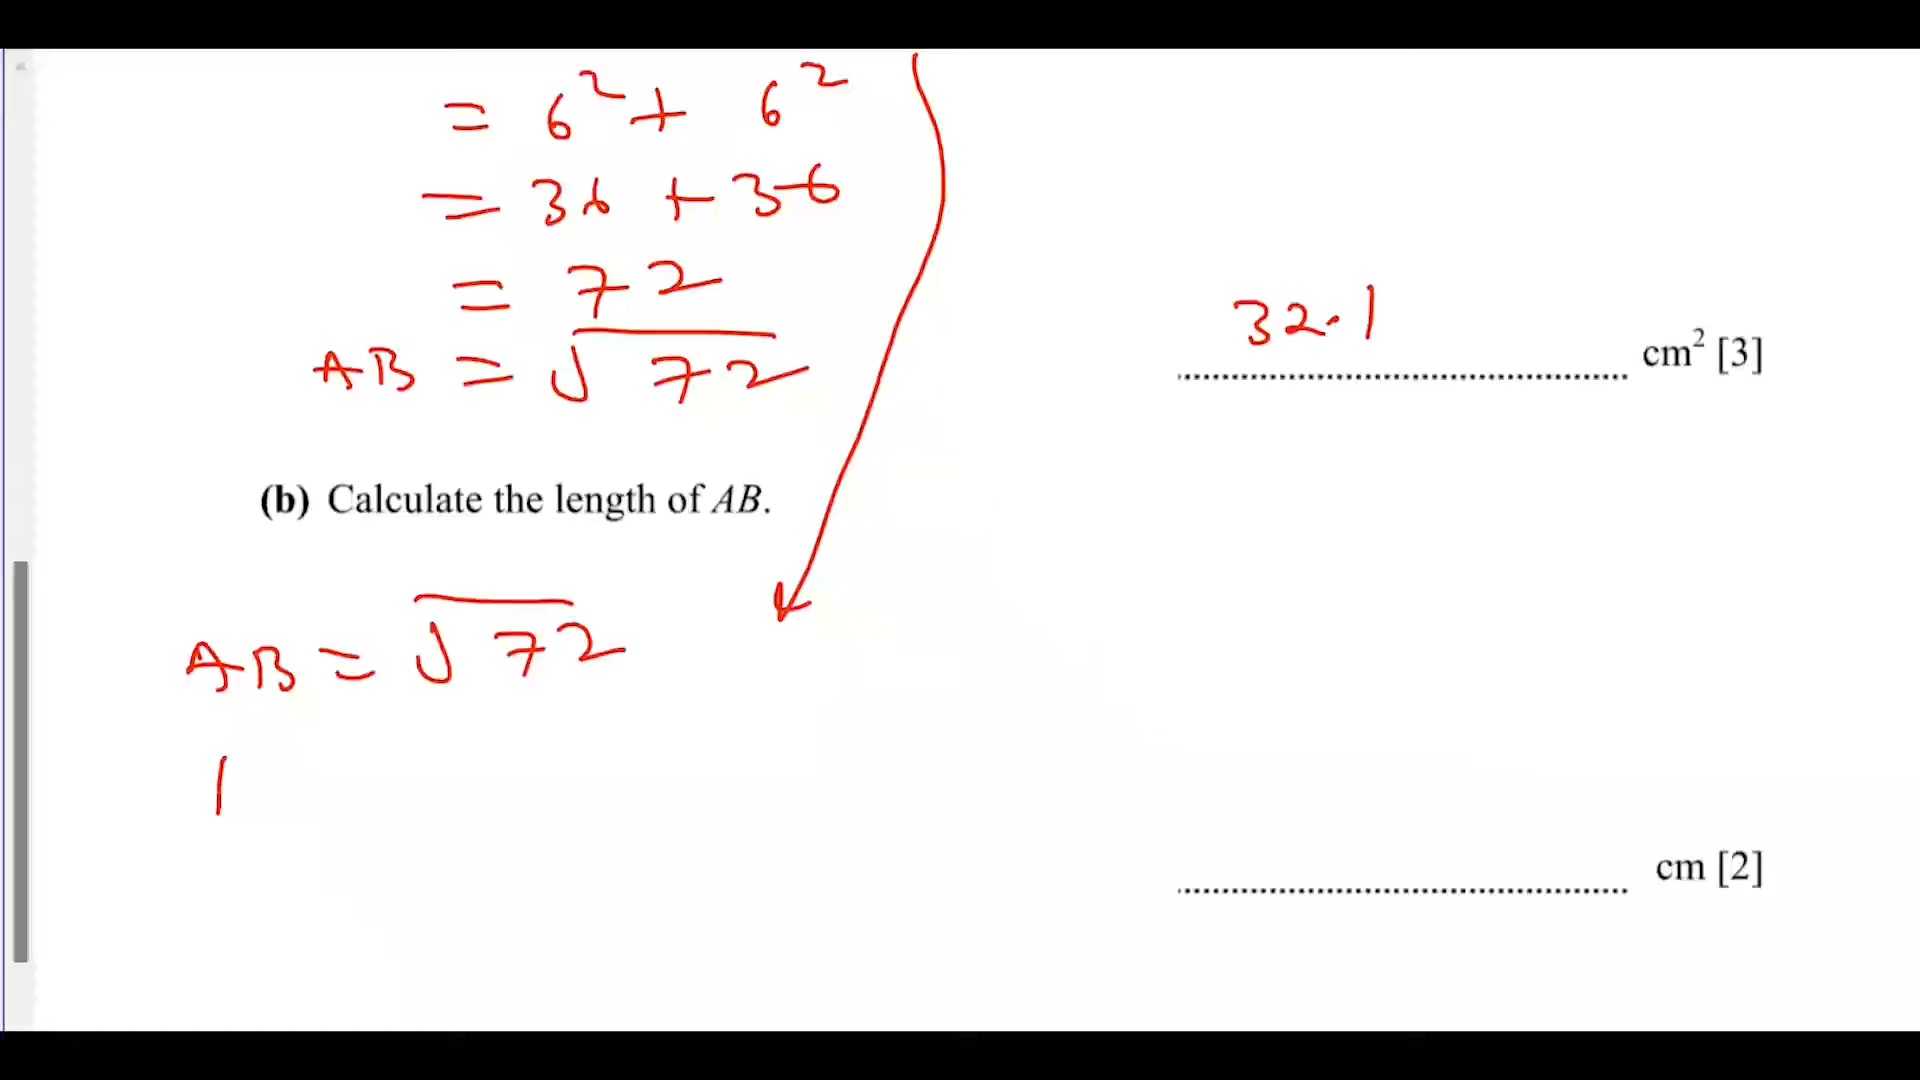 = 6² + 6²
= 36 + 36
= 72
32.1
cm² [3]
AB = √72
(b) Calculate the length of AB.
AB = √72
cm [2]